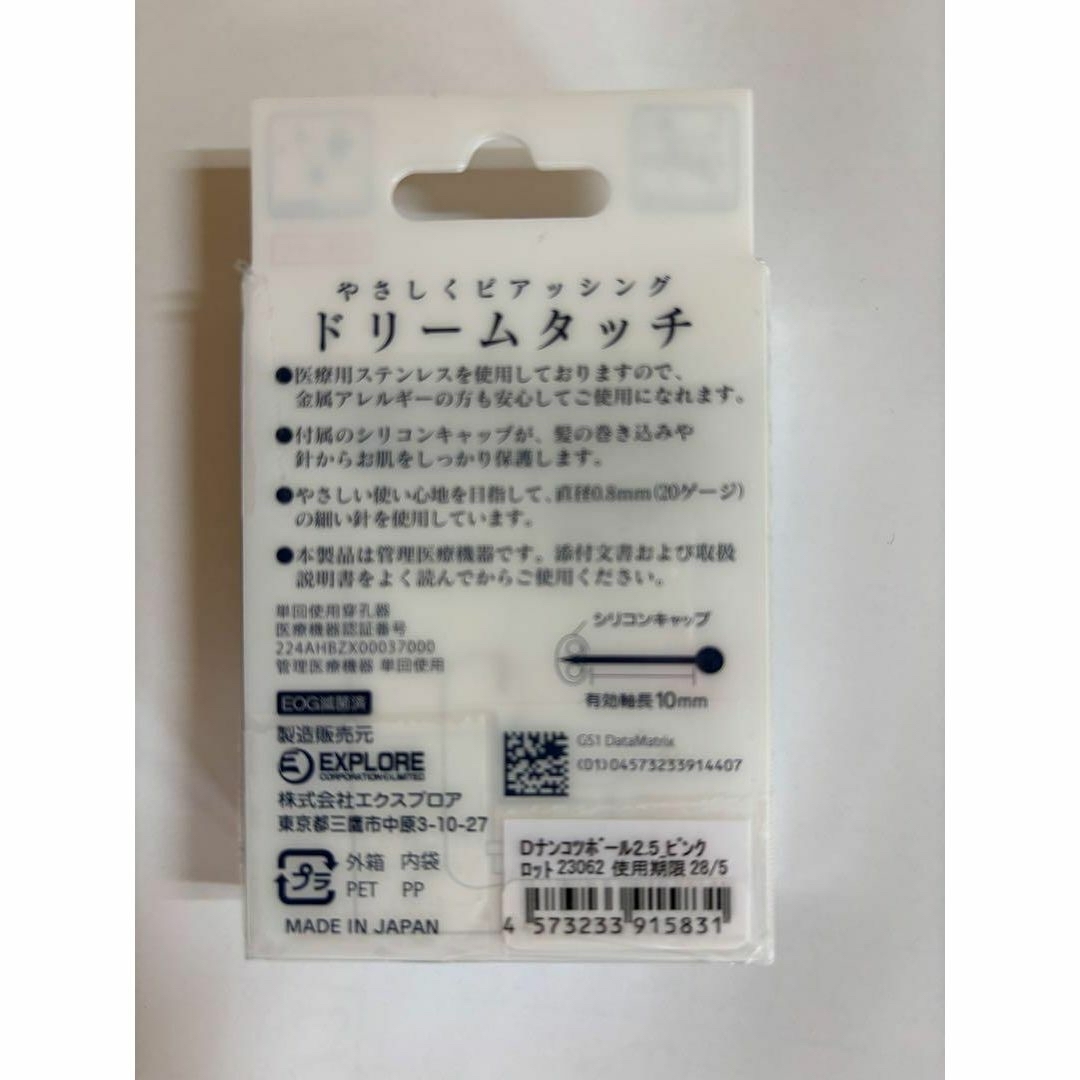 やさしくピアッシング
ドリームタッチ
●医療用ステンレスを使用しておりますので、
金属アレルギーの方も安心してご使用になれます。
●付属のシリコンキャップが、髪の巻き込みや
針からお肌をしっかり保護します。
●やさしい使い心地を目指して、直径0.8mm(20ゲージ)
の細い針を使用しています。
●本製品は管理医療機器です。添付文書および取扱
説明書をよく読んでからご使用ください。
単回使用穿孔器
医療機器認証番号
224AHBZX00037000
管理医療機器 単回使用
シリコンキャップ
有効軸長10mm
EOG滅菌済
製造販売元
EXPLORE
CORPORATION LIMITED
株式会社エクスプロア
東京都三鷹市中原3-10-27
GS1 DataMatrix
(01)04573233914407
プラ
外箱 内袋
PET PP
MADE IN JAPAN
Dナンコツボール2.5_ピンク
ロット23062 使用期限 28/5
4 573233 915831